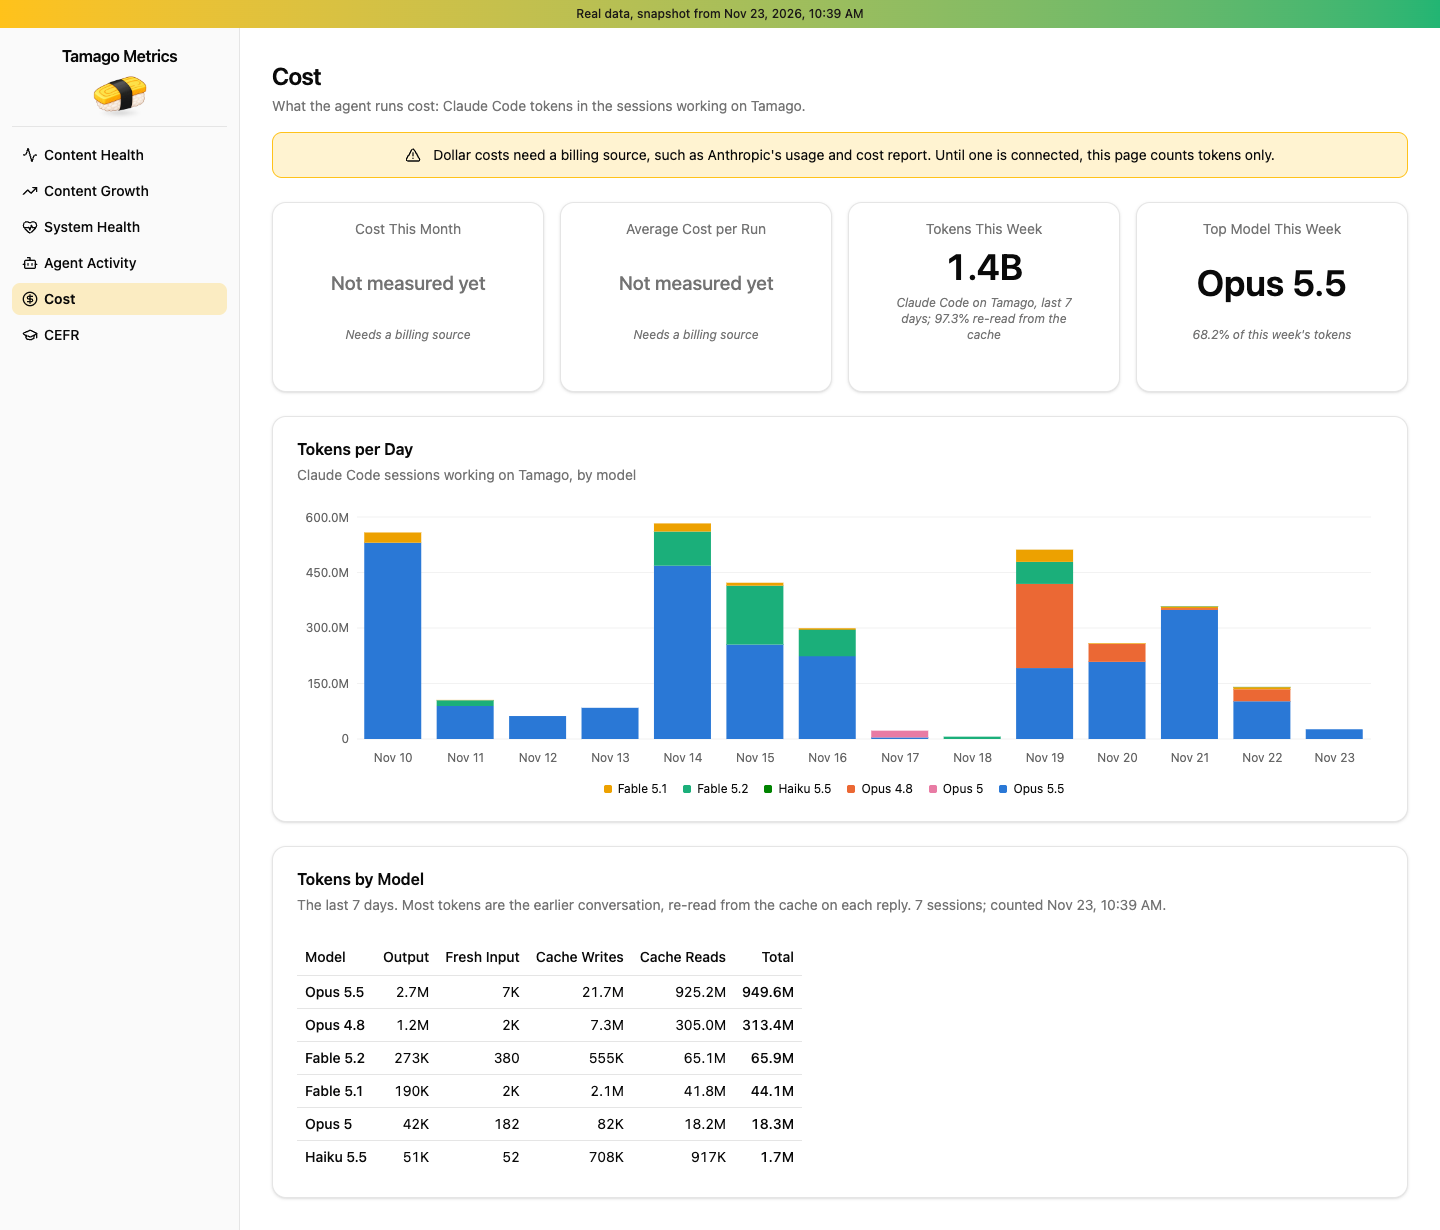 Real data, snapshot from Nov 23, 2026, 10:39 AM
Tamago Metrics
Content Health
Content Growth
System Health
Agent Activity
Cost
CEFR
Cost
What the agent runs cost: Claude Code tokens in the sessions working on Tamago.
Dollar costs need a billing source, such as Anthropic's usage and cost report. Until one is connected, this page counts tokens only.
Cost This Month
Not measured yet
Needs a billing source
Average Cost per Run
Not measured yet
Needs a billing source
Tokens This Week
1.4B
Claude Code on Tamago, last 7
days; 97.3% re-read from the
cache
Top Model This Week
Opus 5.5
68.2% of this week's tokens
Tokens per Day
Claude Code sessions working on Tamago, by model
600.0M
450.0M
300.0M
150.0M
0
Nov 10 Nov 11 Nov 12 Nov 13 Nov 14 Nov 15 Nov 16 Nov 17 Nov 18 Nov 19 Nov 20 Nov 21 Nov 22 Nov 23
Fable 5.1 Fable 5.2 Haiku 5.5 Opus 4.8 Opus 5 Opus 5.5
Tokens by Model
The last 7 days. Most tokens are the earlier conversation, re-read from the cache on each reply. 7 sessions; counted Nov 23, 10:39 AM.
Model Output Fresh Input Cache Writes Cache Reads Total
Opus 5.5 2.7M 7K 21.7M 925.2M 949.6M
Opus 4.8 1.2M 2K 7.3M 305.0M 313.4M
Fable 5.2 273K 380 555K 65.1M 65.9M
Fable 5.1 190K 2K 2.1M 41.8M 44.1M
Opus 5 42K 182 82K 18.2M 18.3M
Haiku 5.5 51K 52 708K 917K 1.7M